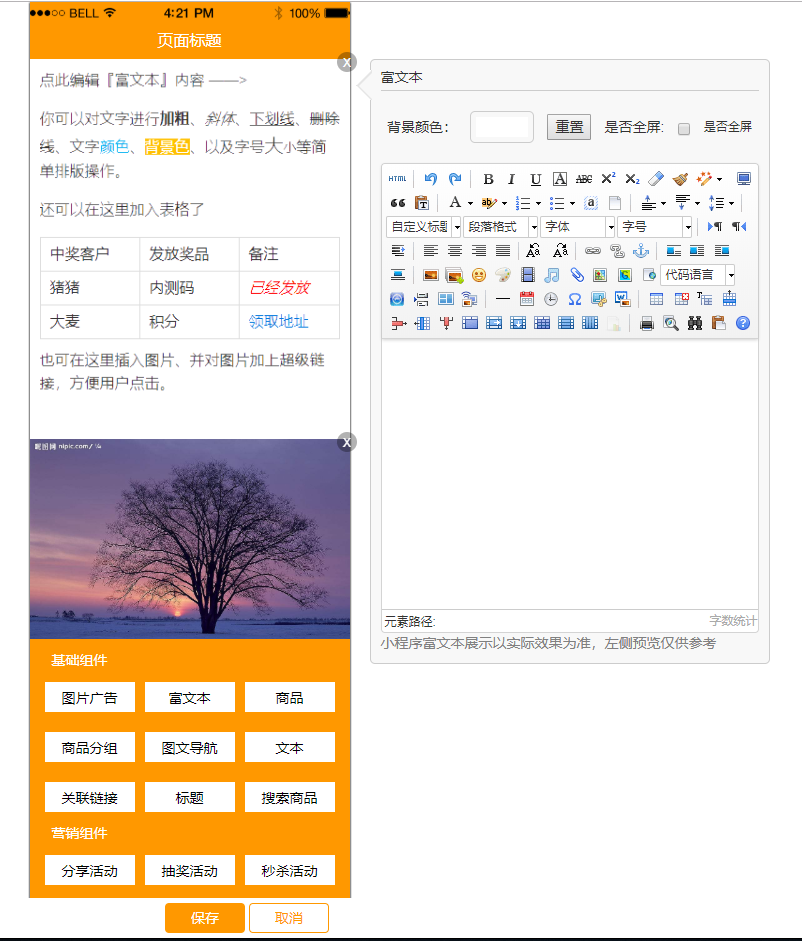 ●●●○○ BELL 4:21 PM 100%
页面标题
X
点此编辑『富文本』内容 ——>
你可以对文字进行加粗、斜体、下划线、删除
线、文字颜色、背景色、以及字号大小等简
单排版操作。
还可以在这里加入表格了
中奖客户 发放奖品 备注
猪猪 内测码 已经发放
大麦 积分 领取地址
也可在这里插入图片、并对图片加上超级链
接，方便用户点击。
X
昵图网 nipic.com/
基础组件
图片广告 富文本 商品
商品分组 图文导航 文本
关联链接 标题 搜索商品
营销组件
分享活动 抽奖活动 秒杀活动
保存 取消
富文本
背景颜色： 重置 是否全屏: 是否全屏
HTML B I U A ABC X² X₂
A ab a
自定义标题 段落格式 字体 字号
Aa Aa
代码语言
元素路径: 字数统计
小程序富文本展示以实际效果为准，左侧预览仅供参考